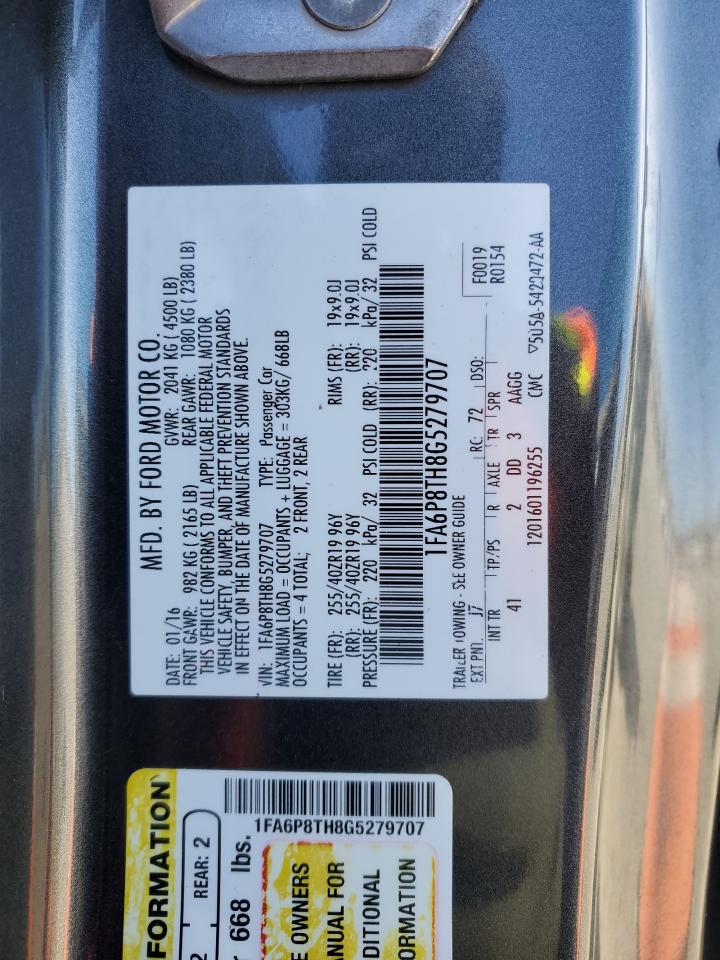 MFD. BY FORD MOTOR CO.
DATE: 01/16 GVWR: 2041 KG ( 4500 LB)
FRONT GAWR: 982 KG ( 2165 LB) REAR GAWR: 1080 KG ( 2380 LB)
THIS VEHICLE CONFORMS TO ALL APPLICABLE FEDERAL MOTOR
VEHICLE SAFETY, BUMPER, AND THEFT PREVENTION STANDARDS
IN EFFECT ON THE DATE OF MANUFACTURE SHOWN ABOVE.
VIN: 1FA6P8TH8G5279707 TYPE: Passenger Car
MAXIMUM LOAD = OCCUPANTS + LUGGAGE = 303KG/ 668LB
OCCUPANTS = 4 TOTAL; 2 FRONT, 2 REAR
TIRE (FR): 255/40ZR19 96Y RIMS (FR): 19x9.0J
(RR): 255/40ZR19 96Y (RR): 19x9.0J
PRESSURE (FR): 220 kPa/ 32 PSI COLD (RR): 220 kPa/ 32 PSI COLD
1FA6P8TH8G5279707
TRAILER TOWING - SEE OWNER GUIDE F0019
R0154
EXT PNT: J7 RC: 72 DSO:
INT TR TP/PS R AXLE TR SPR
41 2 DD 3 AAGG
1201601196255 CMC ▽5U5A-5420472-AA
FORMATION
2 REAR: 2
668 lbs.
1FA6P8TH8G5279707
E OWNERS
ANUAL FOR
DITIONAL
ORMATION